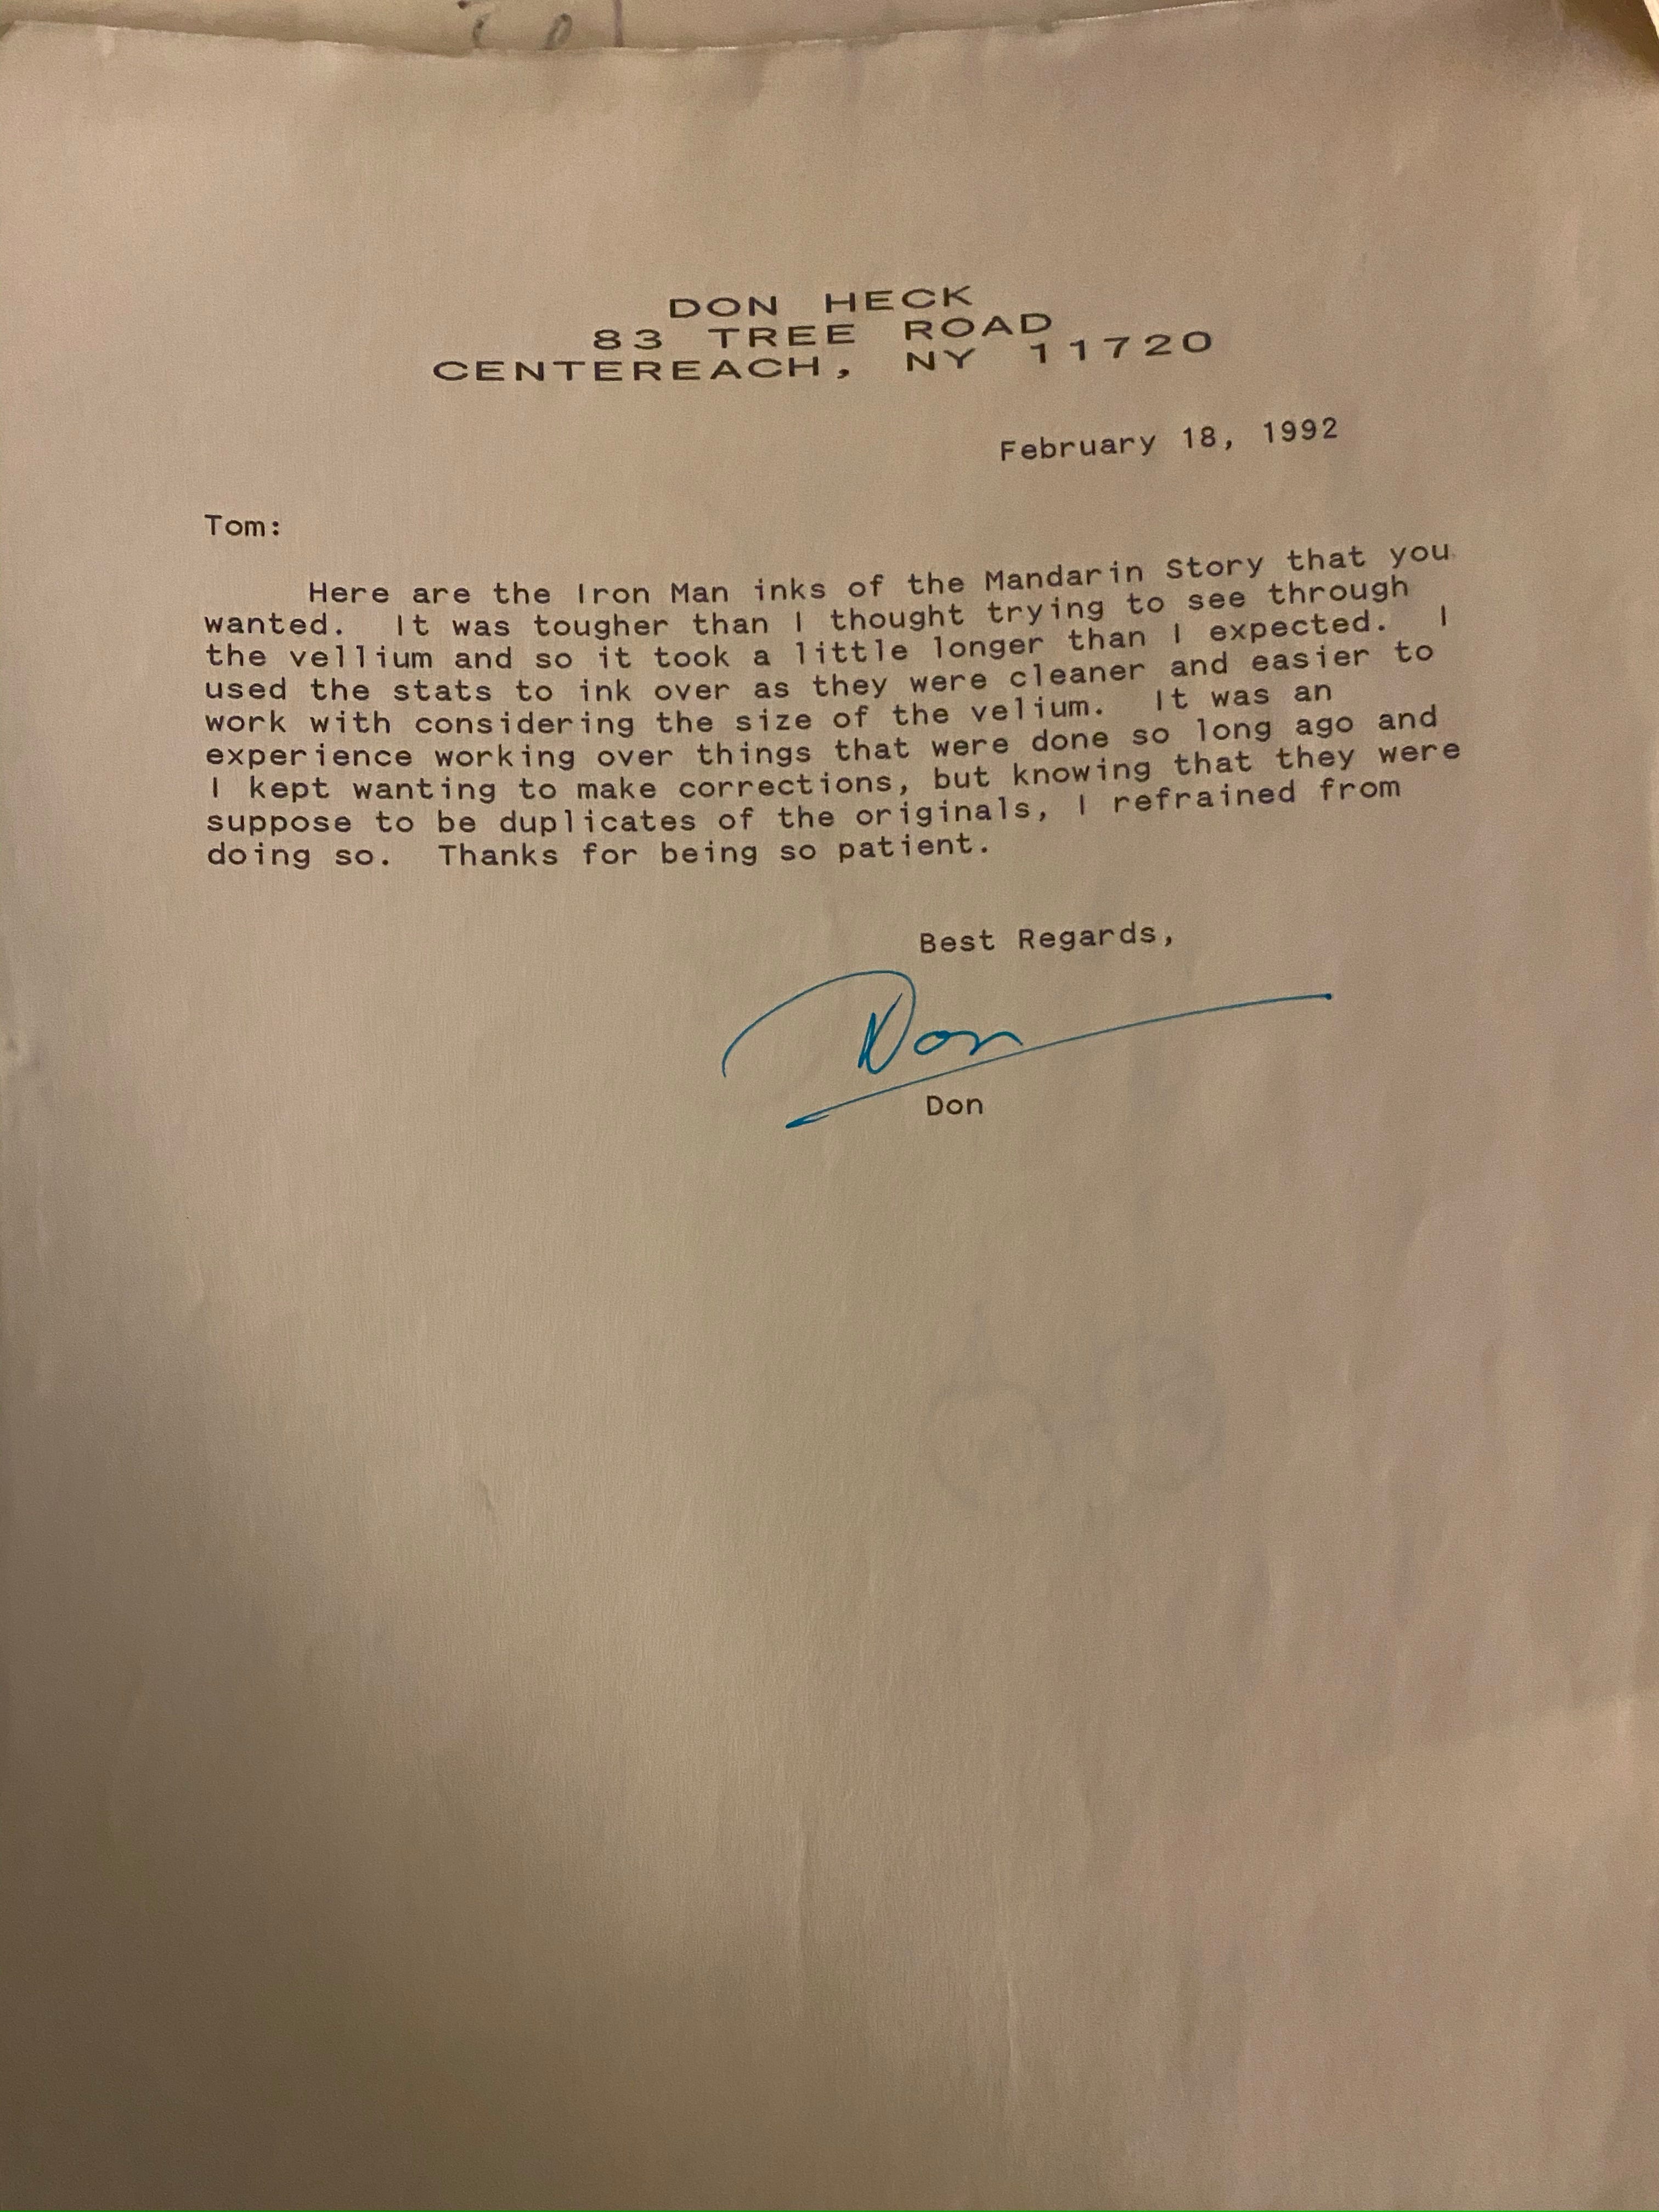 DON HECK
83 TREE ROAD
CENTEREACH, NY 11720
February 18, 1992
Tom:
Here are the Iron Man inks of the Mandarin Story that you
wanted. It was tougher than I thought trying to see through
the vellium and so it took a little longer than I expected. I
used the stats to ink over as they were cleaner and easier to
work with considering the size of the velium. It was an
experience working over things that were done so long ago and
I kept wanting to make corrections, but knowing that they were
suppose to be duplicates of the originals, I refrained from
doing so. Thanks for being so patient.
Best Regards,
Don
Don